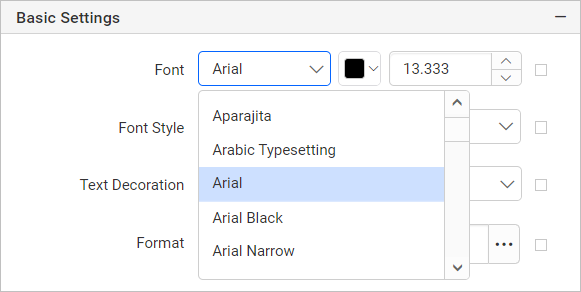 Basic Settings
Font Arial 13.333
Aparajita
Font Style
Arabic Typesetting
Text Decoration Arial
Arial Black
Format
Arial Narrow